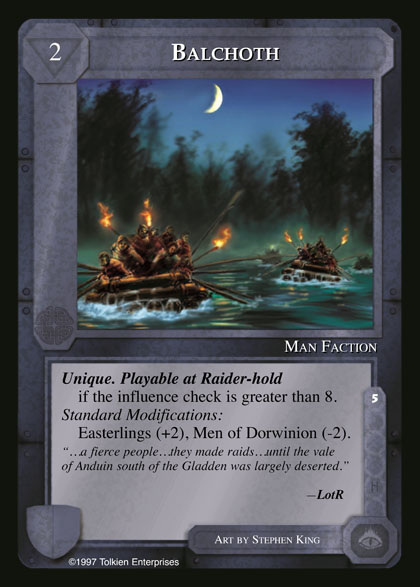 2
Balchoth
Man Faction
Unique. Playable at Raider-hold
if the influence check is greater than 8.
Standard Modifications:
Easterlings (+2), Men of Dorwinion (-2).
“…a fierce people…they made raids…until the vale
of Anduin south of the Gladden was largely deserted.”
—LotR
5
H
Art by Stephen King
©1997 Tolkien Enterprises